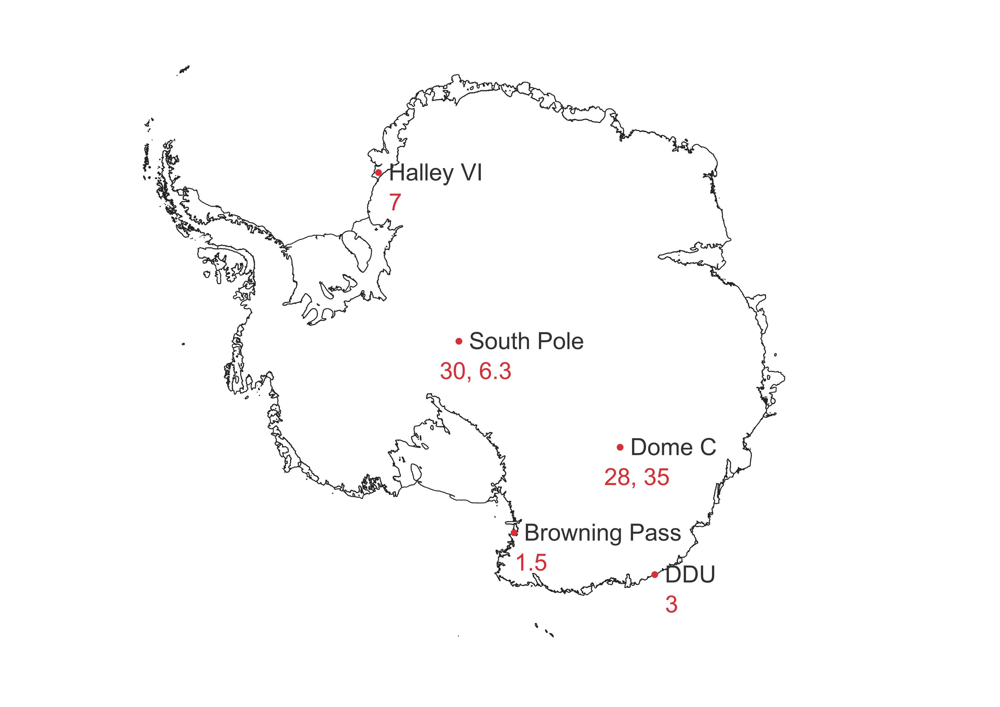 Halley VI
7
South Pole
30, 6.3
Dome C
28, 35
Browning Pass
1.5
DDU
3